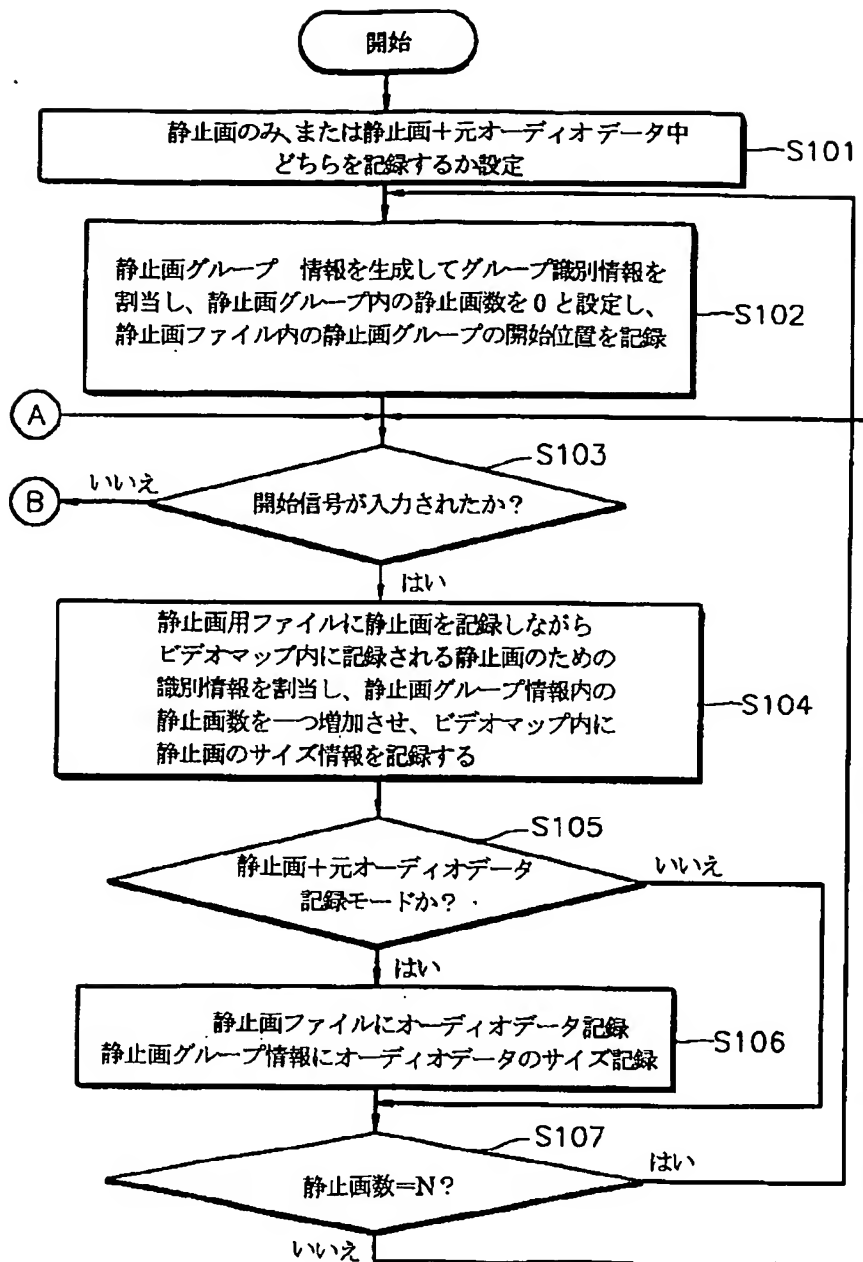 開始
静止画のみ、または静止画+元オーディオデータ中
どちらを記録するか設定
S101
静止画グループ 情報を生成してグループ識別情報を
割当し、静止画グループ内の静止画数を0と設定し、
静止画ファイル内の静止画グループの開始位置を記録
S102
A
S103
B
いいえ
開始信号が入力されたか?
はい
静止画用ファイルに静止画を記録しながら
ビデオマップ内に記録される静止画のための
識別情報を割当し、静止画グループ情報内の
静止画数を一つ増加させ、ビデオマップ内に
静止画のサイズ情報を記録する
S104
S105
静止画+元オーディオデータ
記録モードか?
いいえ
はい
静止画ファイルにオーディオデータ記録
静止画グループ情報にオーディオデータのサイズ記録
S106
S107
静止画数=N?
はい
いいえ